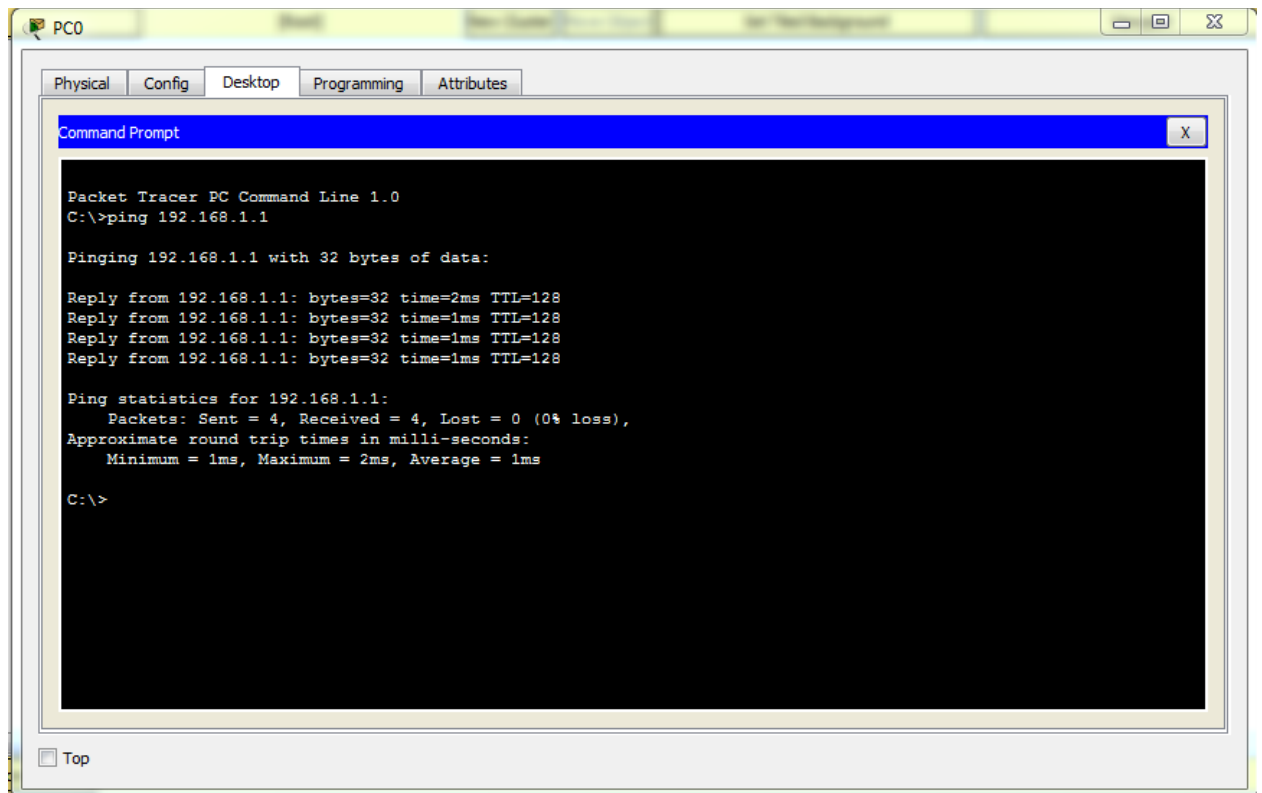 PC0
Physical Config Desktop Programming Attributes
Command Prompt
X
Packet Tracer PC Command Line 1.0
C:\>ping 192.168.1.1
Pinging 192.168.1.1 with 32 bytes of data:
Reply from 192.168.1.1: bytes=32 time=2ms TTL=128
Reply from 192.168.1.1: bytes=32 time=1ms TTL=128
Reply from 192.168.1.1: bytes=32 time=1ms TTL=128
Reply from 192.168.1.1: bytes=32 time=1ms TTL=128
Ping statistics for 192.168.1.1:
Packets: Sent = 4, Received = 4, Lost = 0 (0% loss),
Approximate round trip times in milli-seconds:
Minimum = 1ms, Maximum = 2ms, Average = 1ms
C:\>
Top